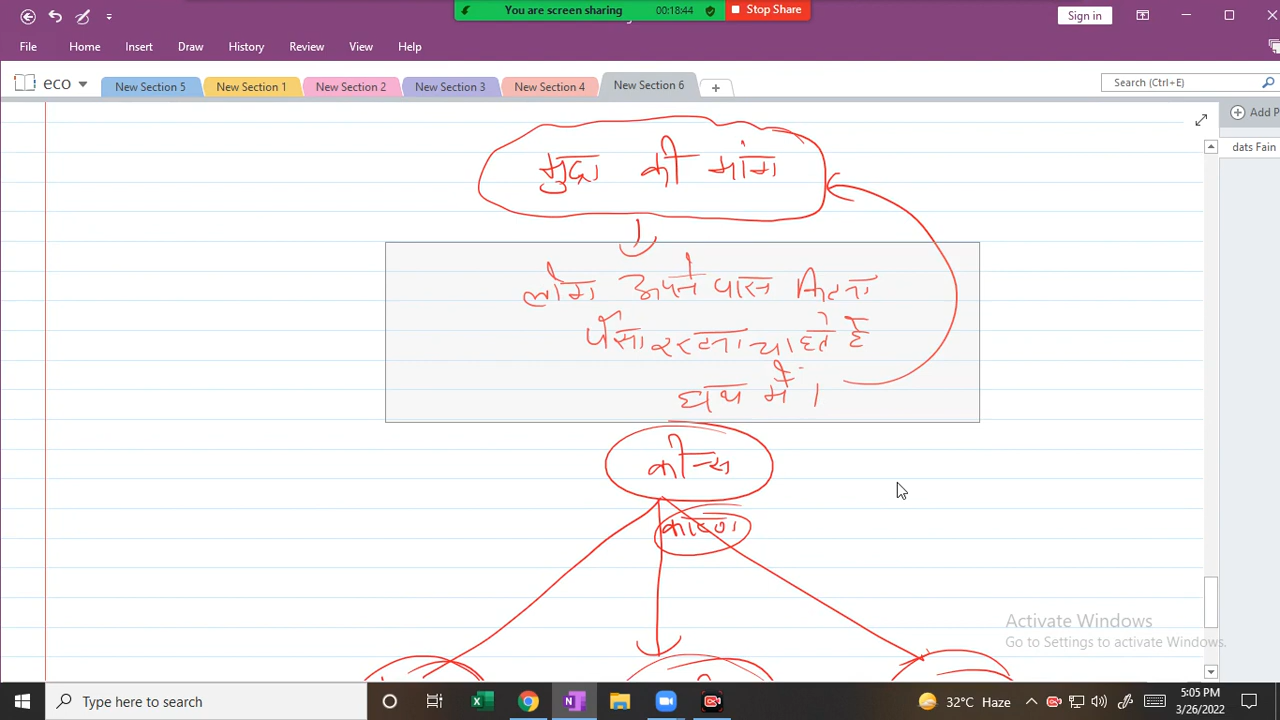 You are screen sharing 00:18:44 Stop Share
Sign in
File Home Insert Draw History Review View Help
eco New Section 5 New Section 1 New Section 2 New Section 3 New Section 4 New Section 6 Search (Ctrl+E)
Add P
dats Fain
मुद्रा की मांग
लोग अपने पास कितना
पैसा रखना चाहते है
हाथ में ।
कीन्स
कारण
Activate Windows
Go to Settings to activate Windows.
Type here to search 32°C Haze 5:05 PM
3/26/2022